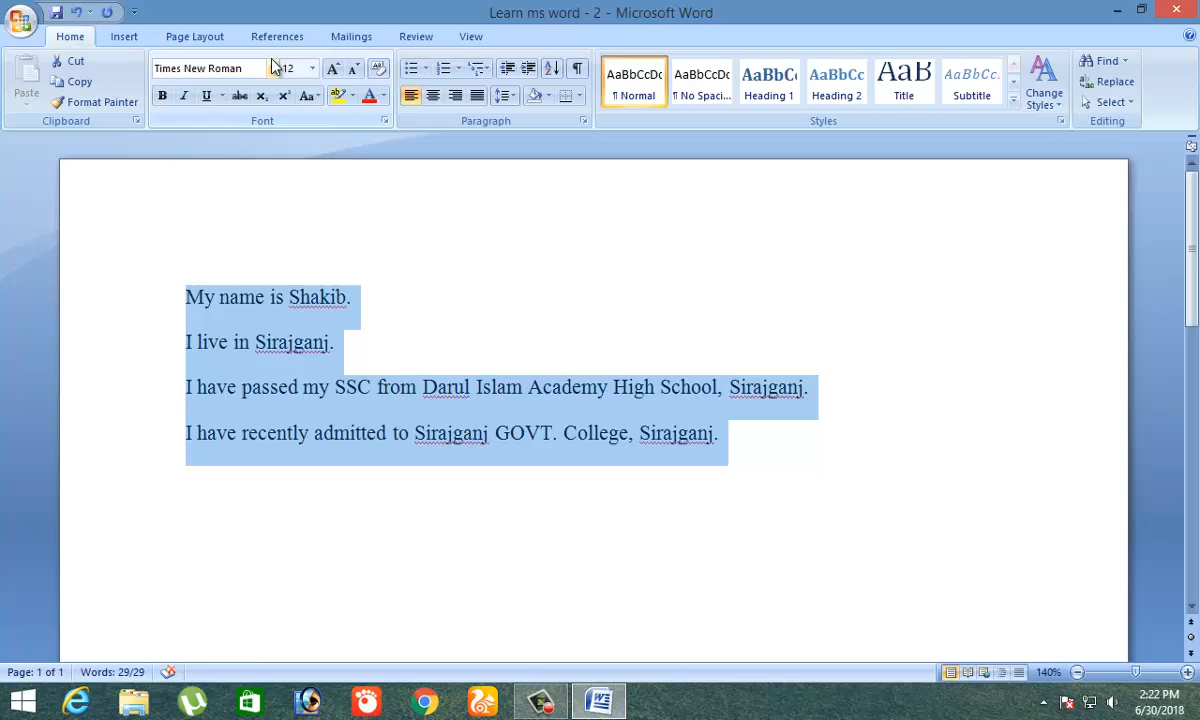 Learn ms word - 2 - Microsoft Word
Home Insert Page Layout References Mailings Review View
Paste Cut Copy Format Painter
Times New Roman 12
Find Replace Select
AaBbCcDc ¶ Normal
AaBbCcDc ¶ No Spaci...
AaBbC( Heading 1
AaBbCc Heading 2
AaB Title
AaBbCc. Subtitle
Change Styles
Clipboard Font Paragraph Styles Editing
My name is Shakib.
I live in Sirajganj.
I have passed my SSC from Darul Islam Academy High School, Sirajganj.
I have recently admitted to Sirajganj GOVT. College, Sirajganj.
Page: 1 of 1 Words: 29/29 140%
2:22 PM
6/30/2018